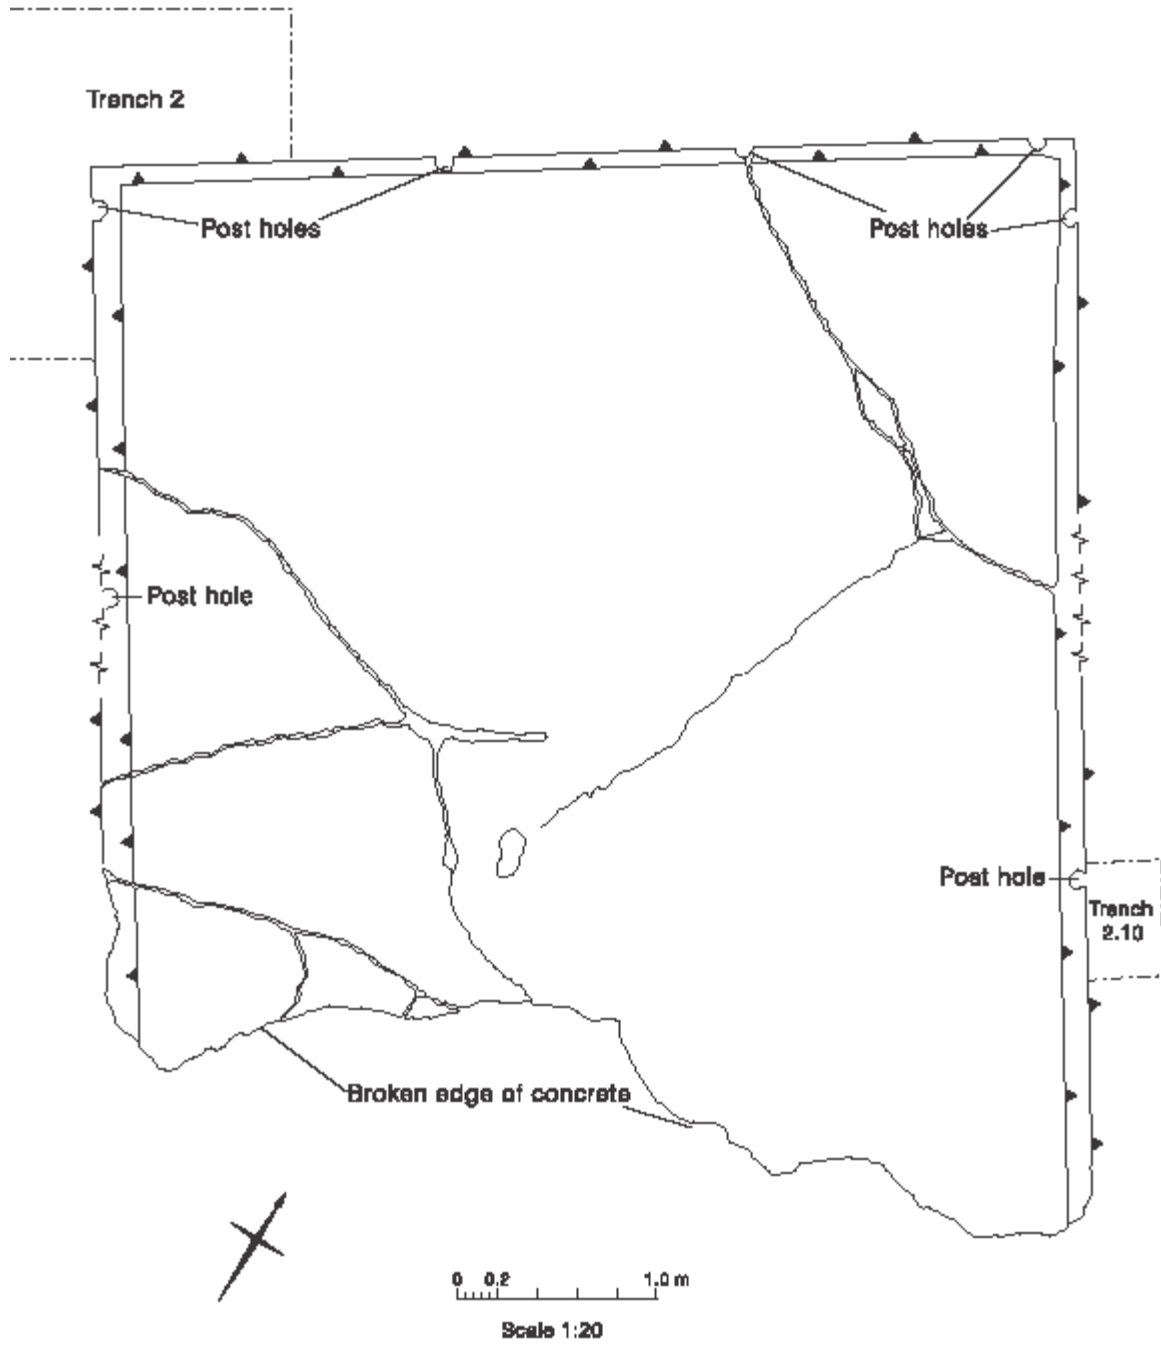 Trench 2
Post holes
Post holes
Post hole
Post hole
Trench
2.10
Broken edge of concrete
0 0.2 1.0 m
Scale 1:20